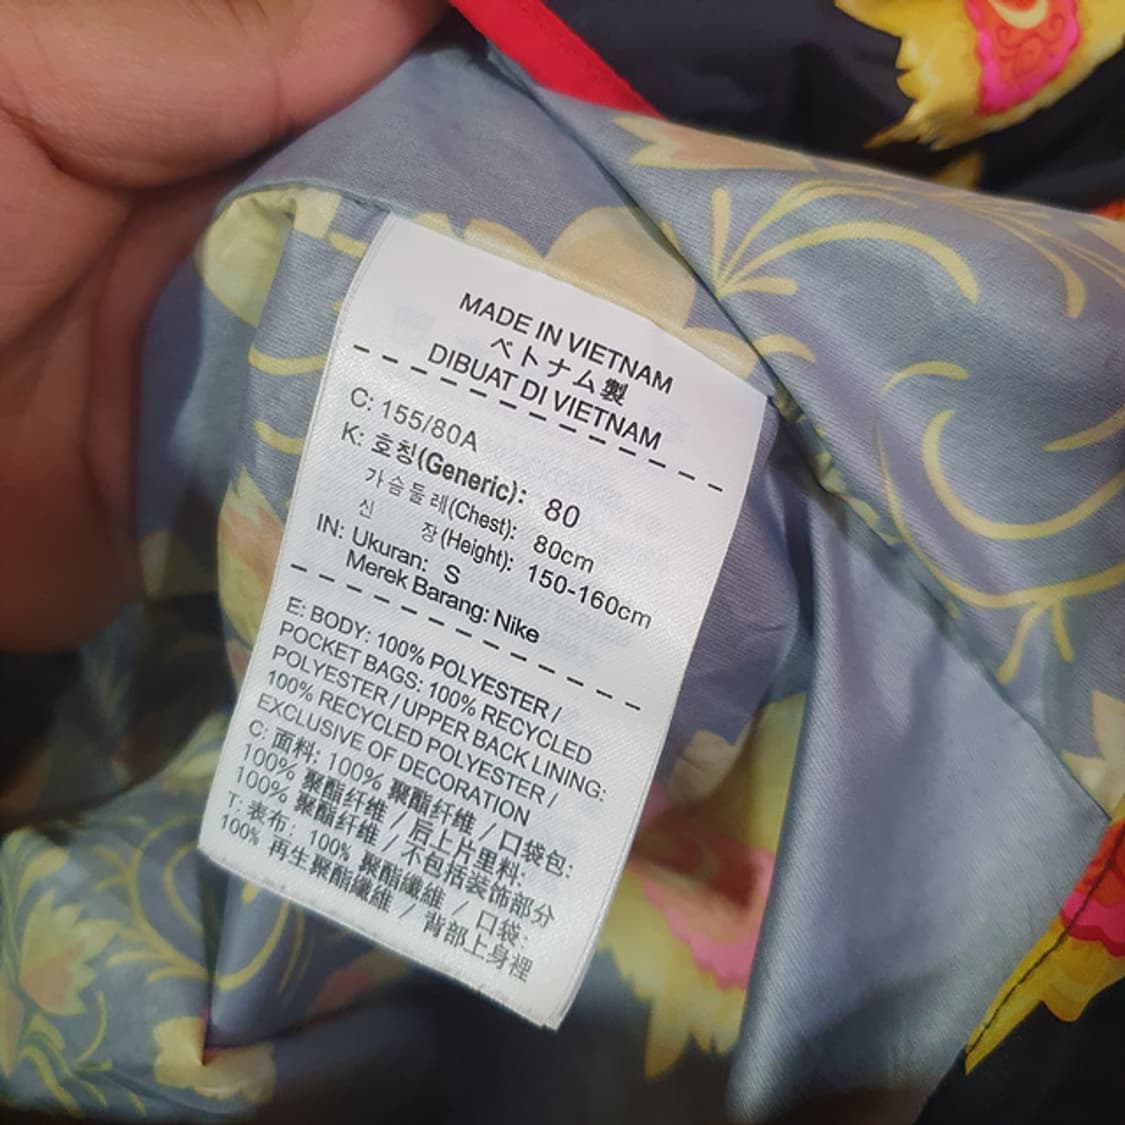 MADE IN VIETNAM
ベトナム製
DIBUAT DI VIETNAM
C: 155/80A
K: 호칭(Generic): 80
가슴둘레(Chest): 80cm
신 장(Height): 150-160cm
IN: Ukuran: S
Merek Barang: Nike
E: BODY: 100% POLYESTER /
POCKET BAGS: 100% RECYCLED
POLYESTER / UPPER BACK LINING:
100% RECYCLED POLYESTER /
EXCLUSIVE OF DECORATION
C: 面料: 100% 聚酯纤维 / 口袋包:
100% 聚酯纤维 / 后上片里料:
100% 聚酯纤维 / 不包括装饰部分
T: 表布: 100% 聚酯纖維 / 口袋:
100% 再生聚酯纖維 / 背部上身裡